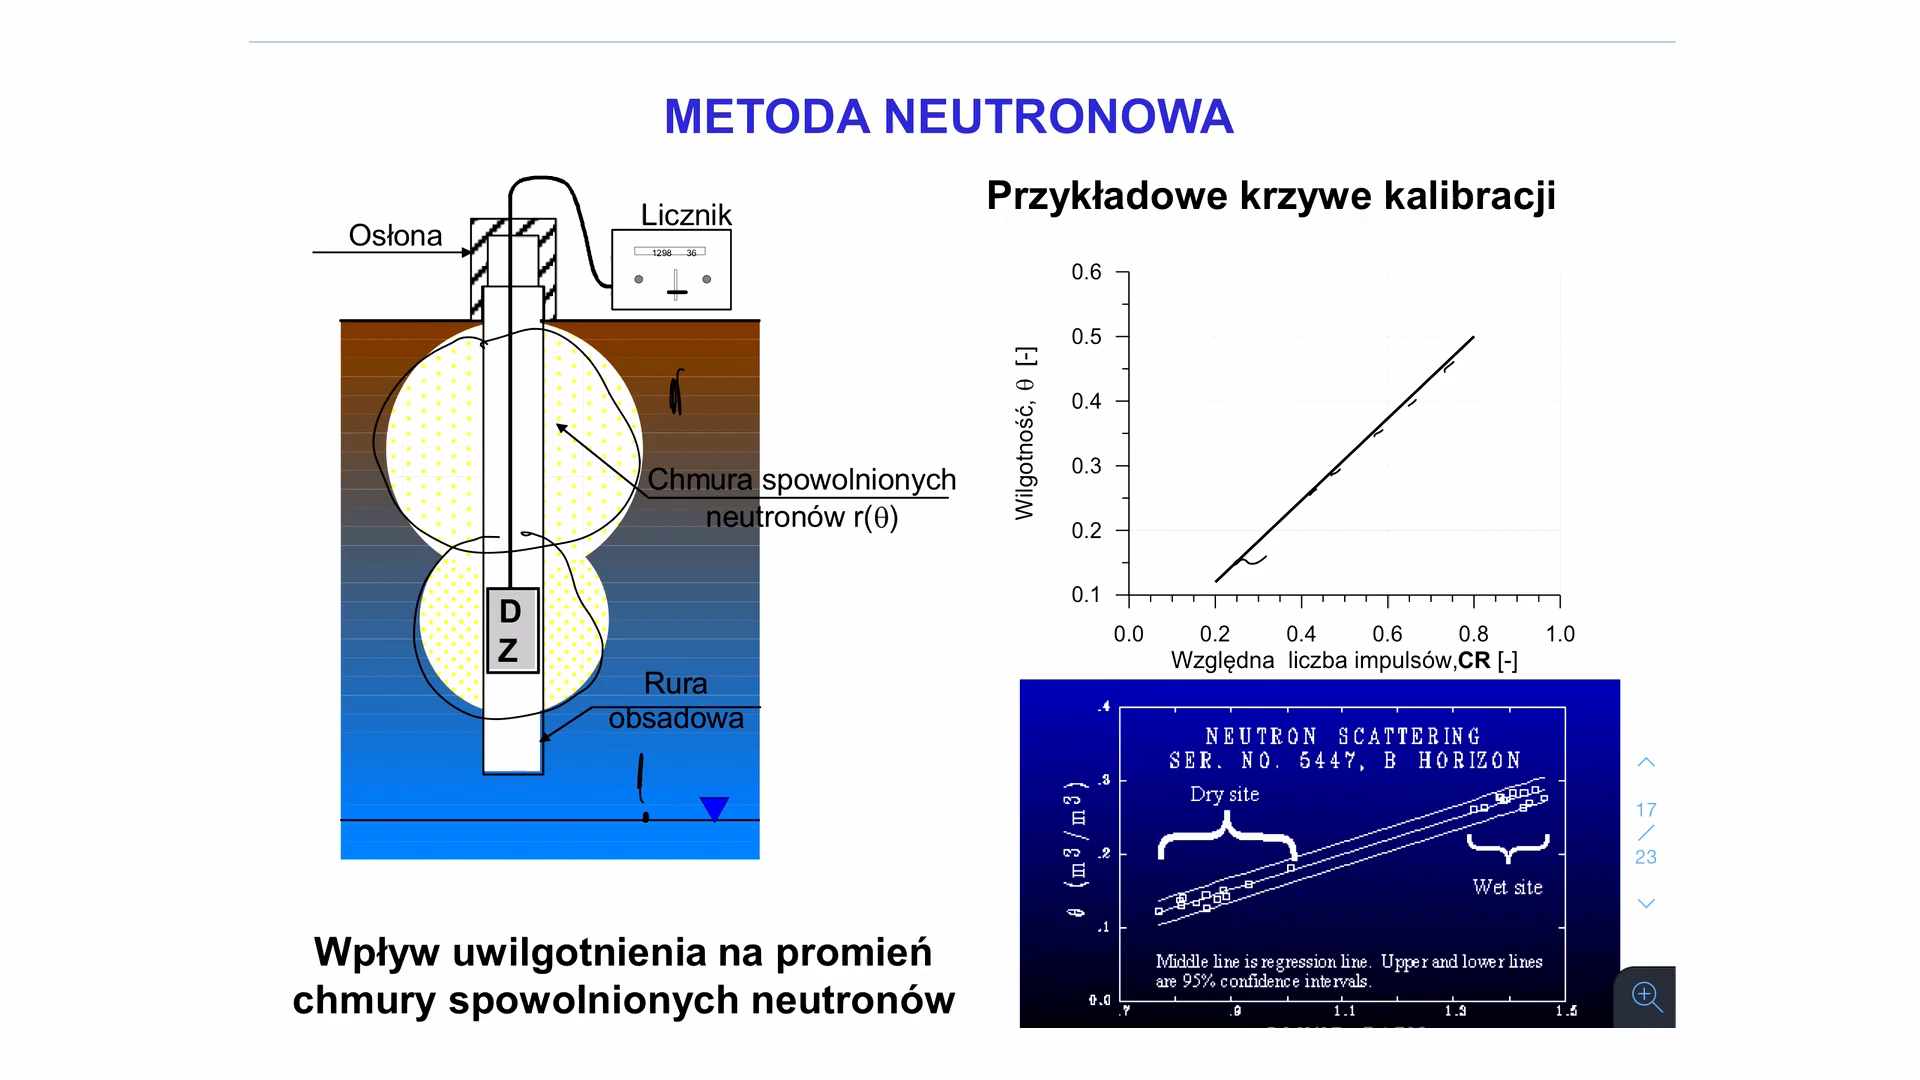 METODA NEUTRONOWA
Osłona
Licznik
1298 36
Chmura spowolnionych
neutronów r(θ)
D
Z
Rura
obsadowa
Wpływ uwilgotnienia na promień
chmury spowolnionych neutronów
Przykładowe krzywe kalibracji
Wilgotność, θ [-]
0.6
0.5
0.4
0.3
0.2
0.1
0.0 0.2 0.4 0.6 0.8 1.0
Względna liczba impulsów,CR [-]
NEUTRON SCATTERING
SER. NO. 5447, B HORIZON
Dry site
Wet site
θ (m3/m3)
.4
.3
.2
.1
0.0
Middle line is regression line. Upper and lower lines
are 95% confidence intervals.
.7 .9 1.1 1.3 1.5
17
/
23